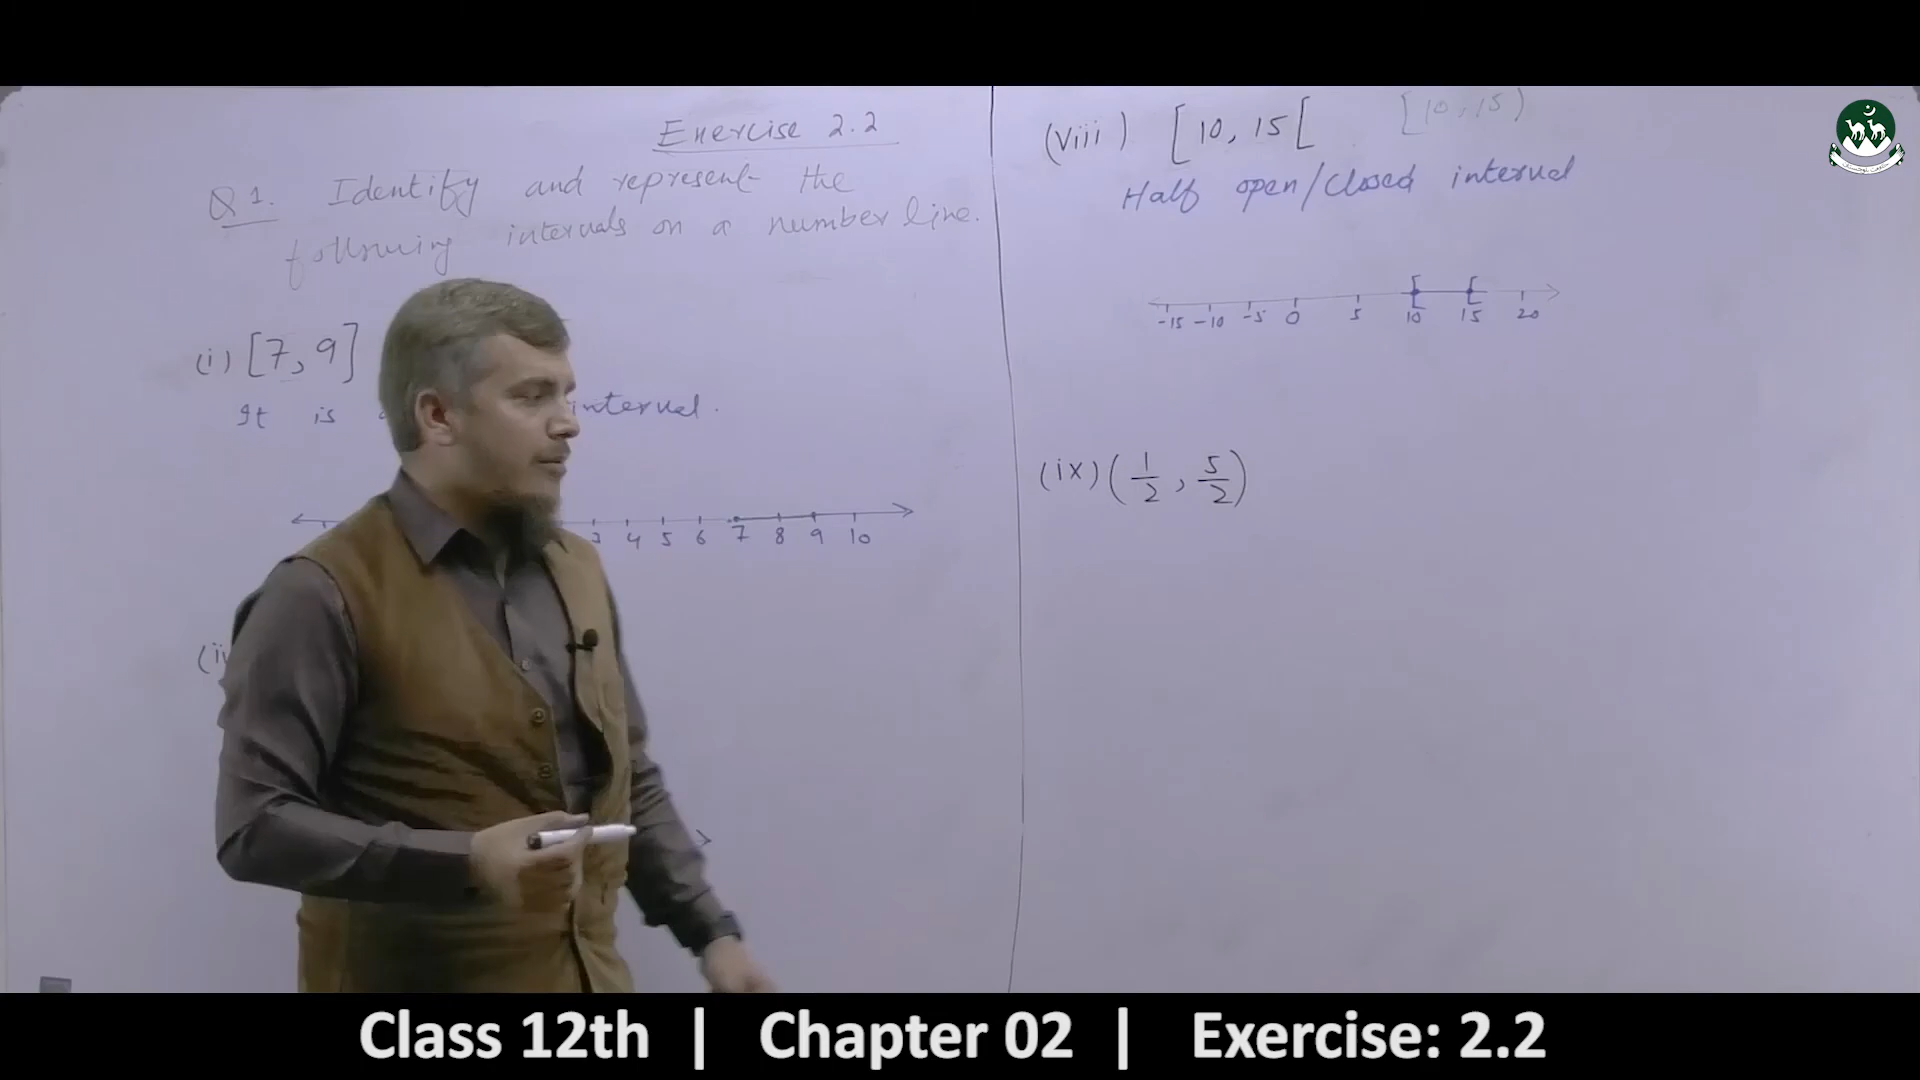 Exercise 2.2
Q1. Identify and represent the
following intervals on a number line.
(i) [7, 9]
It is interval.
3 4 5 6 7 8 9 10
(viii) [10, 15[ [10, 15)
Half open/closed interval
-15 -10 -5 0 5 10 15 20
(ix) (1/2, 5/2)
Class 12th | Chapter 02 | Exercise: 2.2